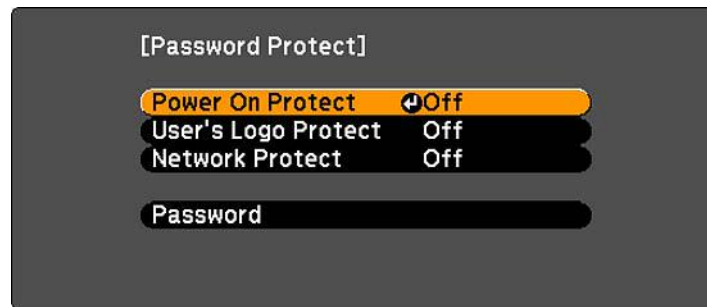 [Password Protect]
Power On Protect Off
User's Logo Protect Off
Network Protect Off
Password